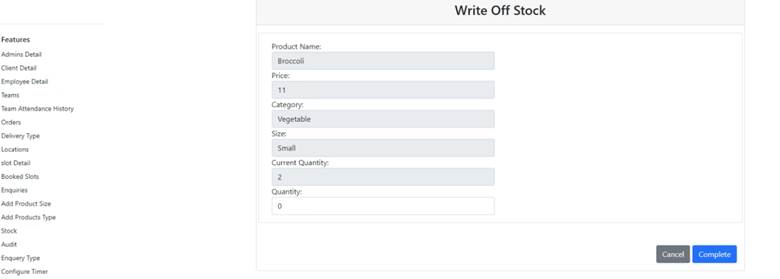 Write Off Stock
Features
Admins Detail
Client Detail
Employee Detail
Teams
Team Attendance History
Orders
Delivery Type
Locations
slot Detail
Booked Slots
Enquiries
Add Product Size
Add Products Type
Stock
Audit
Enquery Type
Configure Timer
Product Name:
Broccoli
Price:
11
Category:
Vegetable
Size:
Small
Current Quantity:
2
Quantity:
0
Cancel
Complete